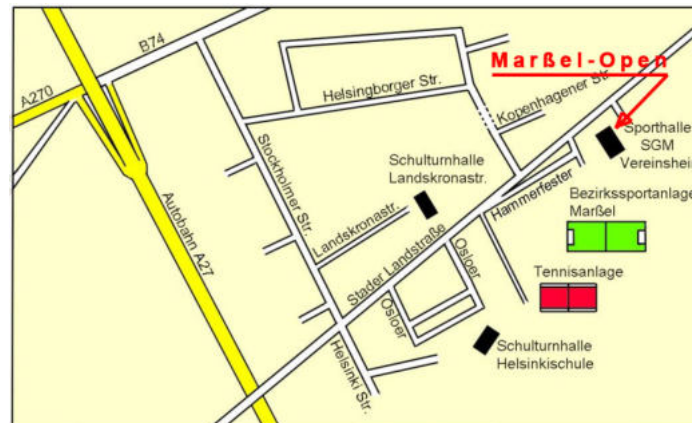 B74
A270
Marßel-Open
Helsingborger Str.
Kopenhagener Str.
Sporthalle
SGM
Vereinsheim
Stockholmer Str.
Schulturnhalle
Landskronastr.
Hammerfester
Bezirkssportanlage
Marßel
Autobahn A27
Landskronastr.
Stader Landstraße
Osloer
Tennisanlage
Osloer
Schulturnhalle
Helsinkischule
Helsinki Str.